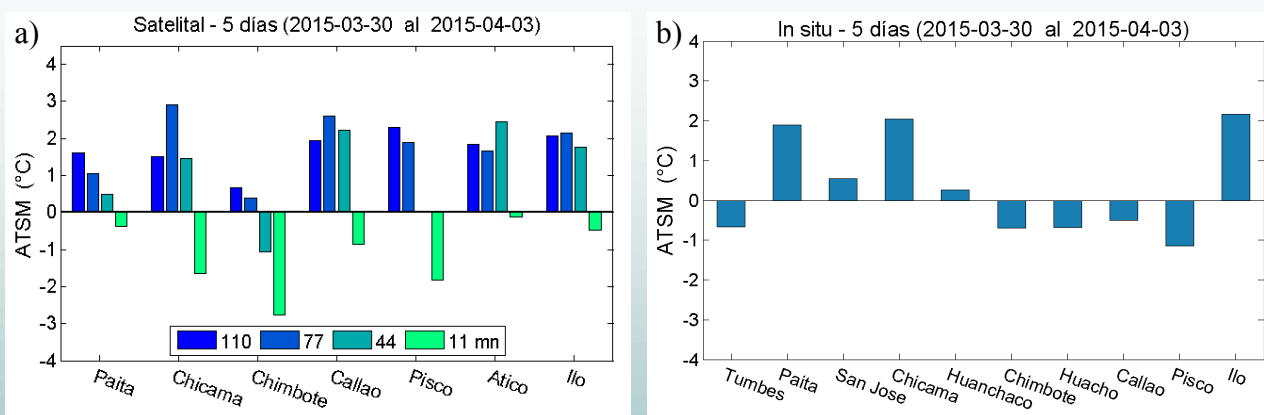 a)
Satelital - 5 días (2015-03-30 al 2015-04-03)
ATSM (°C)
4
3
2
1
0
-1
-2
-3
-4
110 77 44 11 mn
Paita Chicama Chimbote Callao Pisco Atico Ilo
b)
In situ - 5 días (2015-03-30 al 2015-04-03)
ATSM (°C)
4
3
2
1
0
-1
-2
-3
-4
Tumbes Paita San Jose Chicama Huanchaco Chimbote Huacho Callao Pisco Ilo